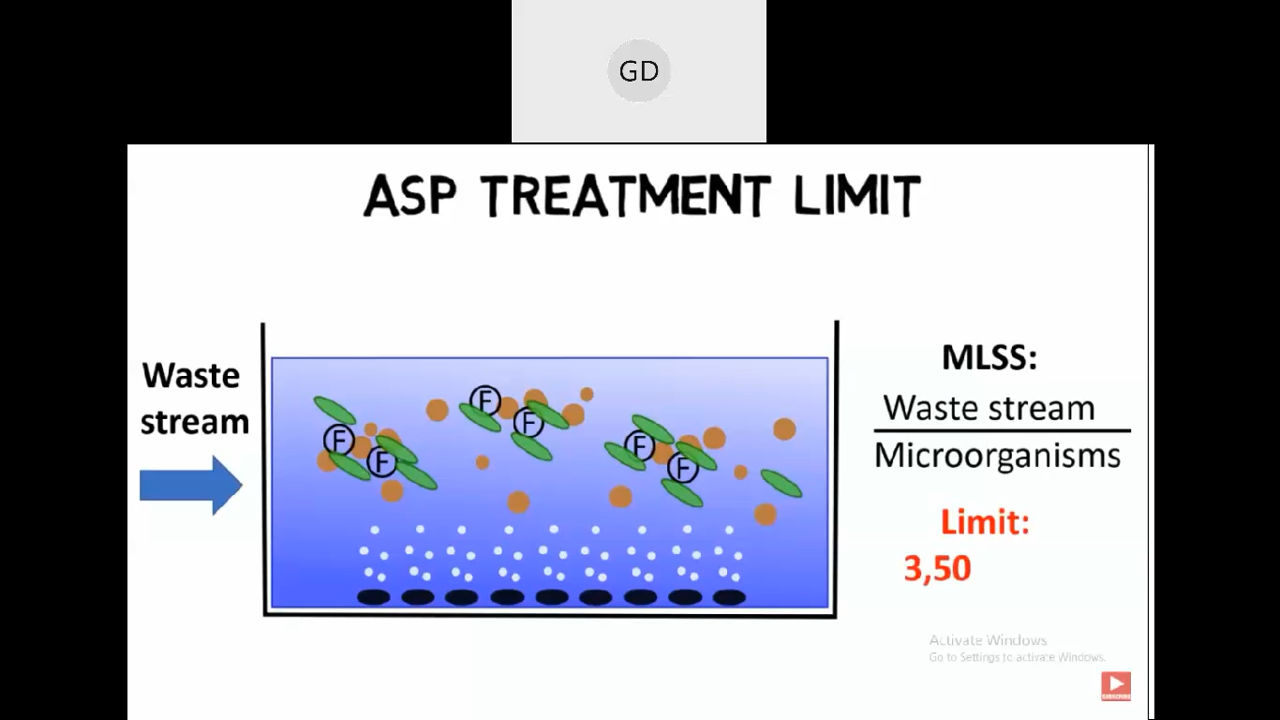 GD
ASP TREATMENT LIMIT
Waste
stream
F
F
F
F
F
F
MLSS:
Waste stream
Microorganisms
Limit:
3,50
Activate Windows
Go to Settings to activate Windows.
SUBSCRIBE